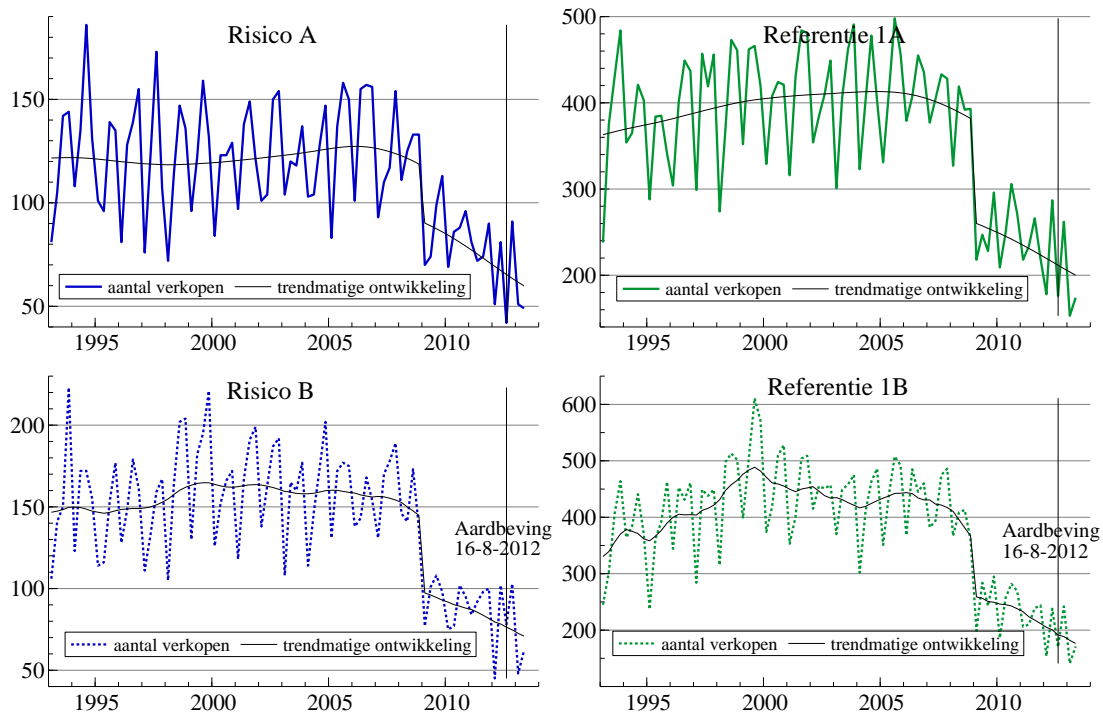 Risico A
150
100
50
aantal verkopen
trendmatige ontwikkeling
1995 2000 2005 2010
Referentie 1A
500
400
300
200
aantal verkopen
trendmatige ontwikkeling
1995 2000 2005 2010
Risico B
200
150
100
50
Aardbeving
16-8-2012
aantal verkopen
trendmatige ontwikkeling
1995 2000 2005 2010
Referentie 1B
600
500
400
300
200
Aardbeving
16-8-2012
aantal verkopen
trendmatige ontwikkeling
1995 2000 2005 2010